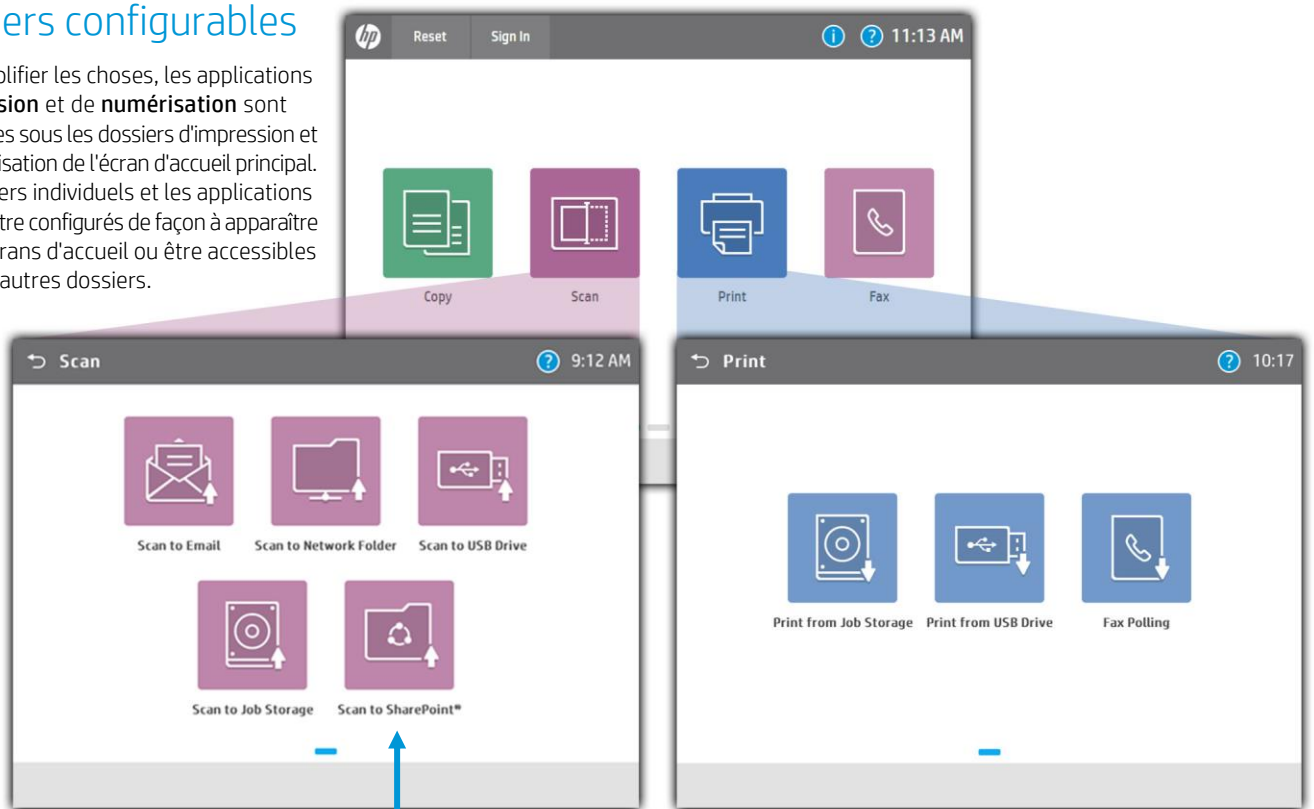 ers configurables
plifier les choses, les applications
sion et de numérisation sont
es sous les dossiers d'impression et
isation de l'écran d'accueil principal.
ers individuels et les applications
tre configurés de façon à apparaître
rans d'accueil ou être accessibles
autres dossiers.
hp Reset Sign In i ? 11:13 AM
Copy Scan Print Fax
Scan ? 9:12 AM
Scan to Email Scan to Network Folder Scan to USB Drive
Scan to Job Storage Scan to SharePoint®
Print ? 10:17
Print from Job Storage Print from USB Drive Fax Polling